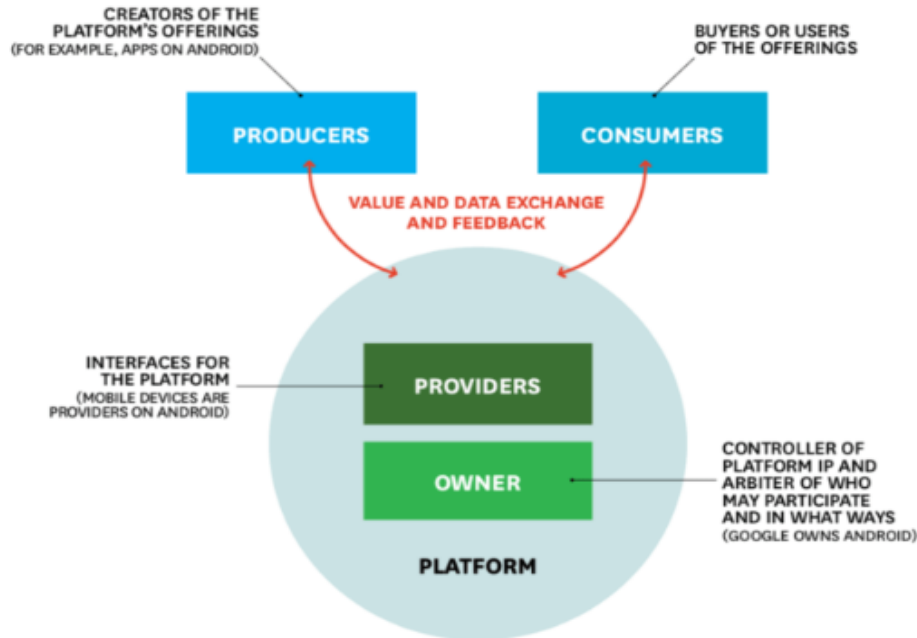 CREATORS OF THE
PLATFORM'S OFFERINGS
(FOR EXAMPLE, APPS ON ANDROID)
BUYERS OR USERS
OF THE OFFERINGS
PRODUCERS
CONSUMERS
VALUE AND DATA EXCHANGE
AND FEEDBACK
INTERFACES FOR
THE PLATFORM
(MOBILE DEVICES ARE
PROVIDERS ON ANDROID)
PROVIDERS
OWNER
CONTROLLER OF
PLATFORM IP AND
ARBITER OF WHO
MAY PARTICIPATE
AND IN WHAT WAYS
(GOOGLE OWNS ANDROID)
PLATFORM